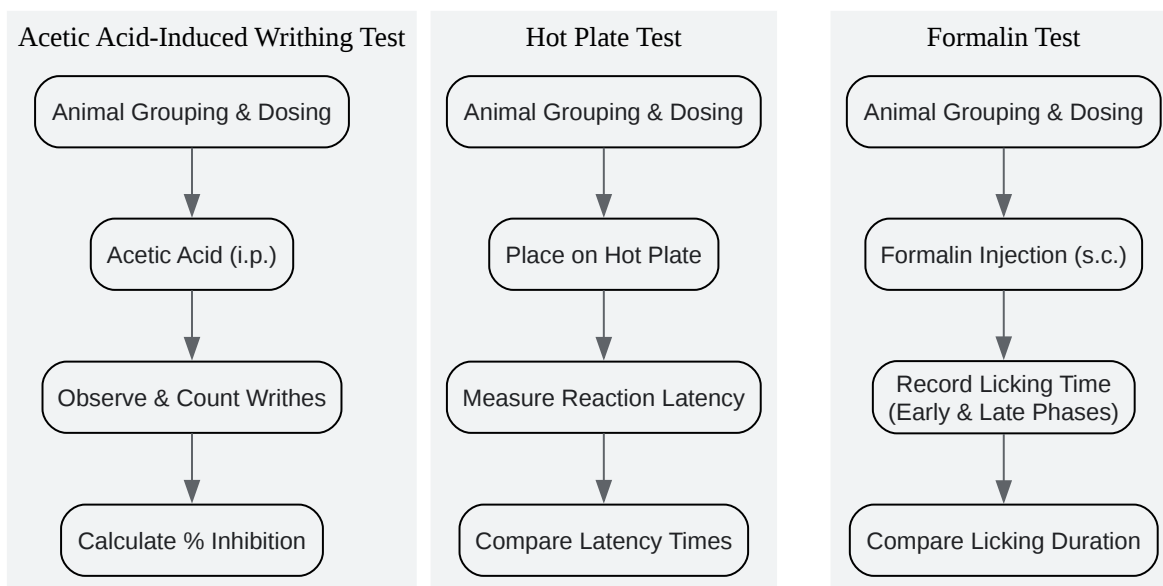 Acetic Acid-Induced Writhing Test
Animal Grouping & Dosing
Acetic Acid (i.p.)
Observe & Count Writhes
Calculate % Inhibition
Hot Plate Test
Animal Grouping & Dosing
Place on Hot Plate
Measure Reaction Latency
Compare Latency Times
Formalin Test
Animal Grouping & Dosing
Formalin Injection (s.c.)
Record Licking Time
(Early & Late Phases)
Compare Licking Duration